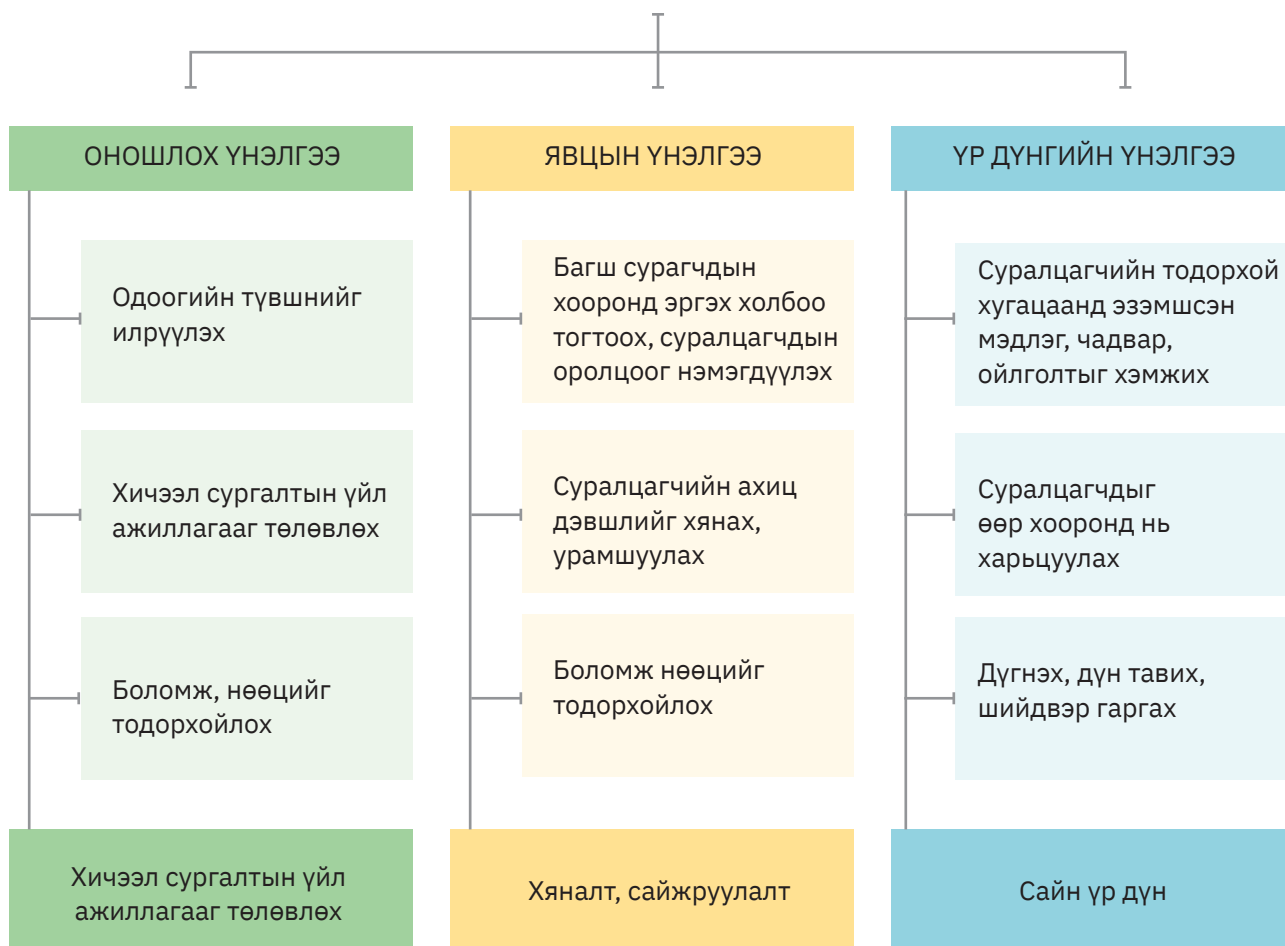 ОНОШЛОХ ҮНЭЛГЭЭ
Одоогийн түвшнийг
илрүүлэх
Хичээл сургалтын үйл
ажиллагааг төлөвлөх
Боломж, нөөцийг
тодорхойлох
Хичээл сургалтын үйл
ажиллагааг төлөвлөх
ЯВЦЫН ҮНЭЛГЭЭ
Багш сурагчдын
хооронд эргэх холбоо
тогтоох, суралцагчдын
оролцоог нэмэгдүүлэх
Суралцагчийн ахиц
дэвшлийг хянах,
урамшуулах
Боломж нөөцийг
тодорхойлох
Хяналт, сайжруулалт
ҮР ДҮНГИЙН ҮНЭЛГЭЭ
Суралцагчийн тодорхой
хугацаанд эзэмшсэн
мэдлэг, чадвар,
ойлголтыг хэмжих
Суралцагчдыг
өөр хооронд нь
харьцуулах
Дүгнэх, дүн тавих,
шийдвэр гаргах
Сайн үр дүн